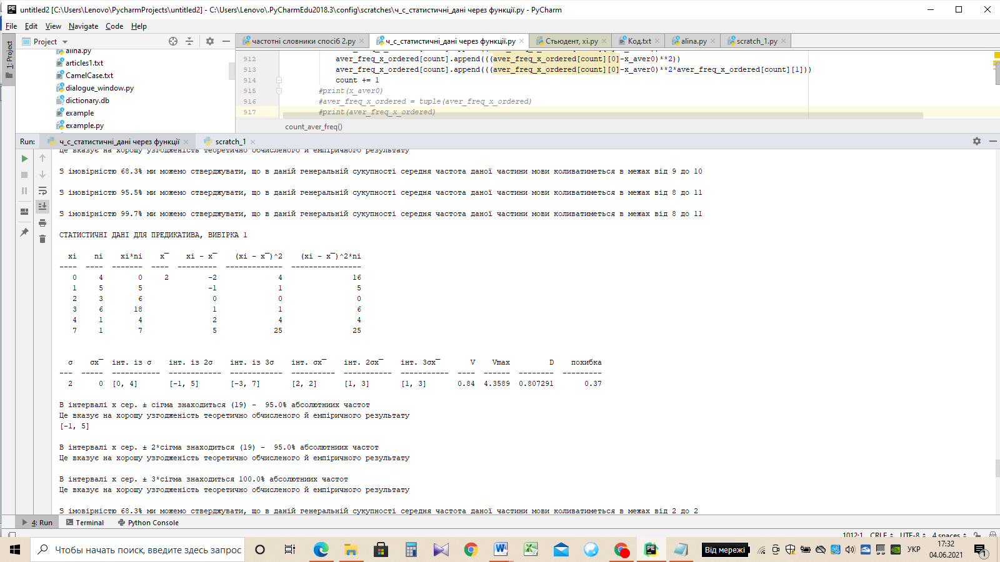 untitled2 [C:\Users\Lenovo\PycharmProjects\untitled2] - C:\Users\Lenovo\.PyCharmEdu2018.3\config\scratches\ч_с_статистичні_дані через функції.py - PyCharm
File Edit View Navigate Code Help
1: Project
Project
частотні словники спосіб 2.py
ч_с_статистичні_дані через функції.py
Стьюдент, хі.py
Код.txt
alina.py
scratch_1.py
alina.py
articles1.txt
CamelCase.txt
dialogue_window.py
dictionary.db
example
example.py
912 aver_freq_x_ordered[count].append(((aver_freq_x_ordered[count][0]-x_aver0)**2))
913 aver_freq_x_ordered[count].append(((aver_freq_x_ordered[count][0]-x_aver0)**2*aver_freq_x_ordered[count][1]))
914 count += 1
915 #print(x_aver0)
916 #aver_freq_x_ordered = tuple(aver_freq_x_ordered)
917 #print(aver_freq_x_ordered)
count_aver_freq()
Run: ч_с_статистичні_дані через функції scratch_1
Це вказує на хорошу узгодженість теоретично обчисленого й емпіричного результату
З імовірністю 68.3% ми можемо стверджувати, що в даній генеральній сукупності середня частота даної частини мови коливатиметься в межах від 9 до 10
З імовірністю 95.5% ми можемо стверджувати, що в даній генеральній сукупності середня частота даної частини мови коливатиметься в межах від 8 до 11
З імовірністю 99.7% ми можемо стверджувати, що в даній генеральній сукупності середня частота даної частини мови коливатиметься в межах від 8 до 11
СТАТИСТИЧНІ ДАНІ ДЛЯ ПРЕДИКАТИВА, ВИБІРКА 1
xi ni xi*ni x¯ xi - x¯ (xi - x¯)^2 (xi - x¯)^2*ni
---- ---- ------- ---- --------- ------------- ----------------
0 4 0 2 -2 4 16
1 5 5 -1 1 5
2 3 6 0 0 0
3 6 18 1 1 6
4 1 4 2 4 4
7 1 7 5 25 25
σ σx¯ інт. із σ інт. із 2σ інт. із 3σ інт. σx¯ інт. 2σx¯ інт. 3σx¯ V Vmax D похибка
--- ----- ----------- ------------ ------------ ---------- ----------- ----------- ---- ------ -------- ---------
2 0 [0, 4] [-1, 5] [-3, 7] [2, 2] [1, 3] [1, 3] 0.84 4.3589 0.807291 0.37
В інтервалі х сер. ± сігма знаходиться (19) - 95.0% абсолютниих частот
Це вказує на хорошу узгодженість теоретично обчисленого й емпіричного результату
[-1, 5]
В інтервалі х сер. ± 2*сігма знаходиться (19) - 95.0% абсолютниих частот
Це вказує на хорошу узгодженість теоретично обчисленого й емпіричного результату
В інтервалі х сер. ± 3*сігма знаходиться 100.0% абсолютниих частот
Це вказує на хорошу узгодженість теоретично обчисленого й емпіричного результату
З імовірністю 68.3% ми можемо стверджувати, що в даній генеральній сукупності середня частота даної частини мови коливатиметься в межах від 2 до 2
4: Run Terminal Python Console
1012:1 CRLF UTF-8 4 spaces
Чтобы начать поиск, введите здесь запрос
Від мережі
УКР
17:32
04.06.2021
1